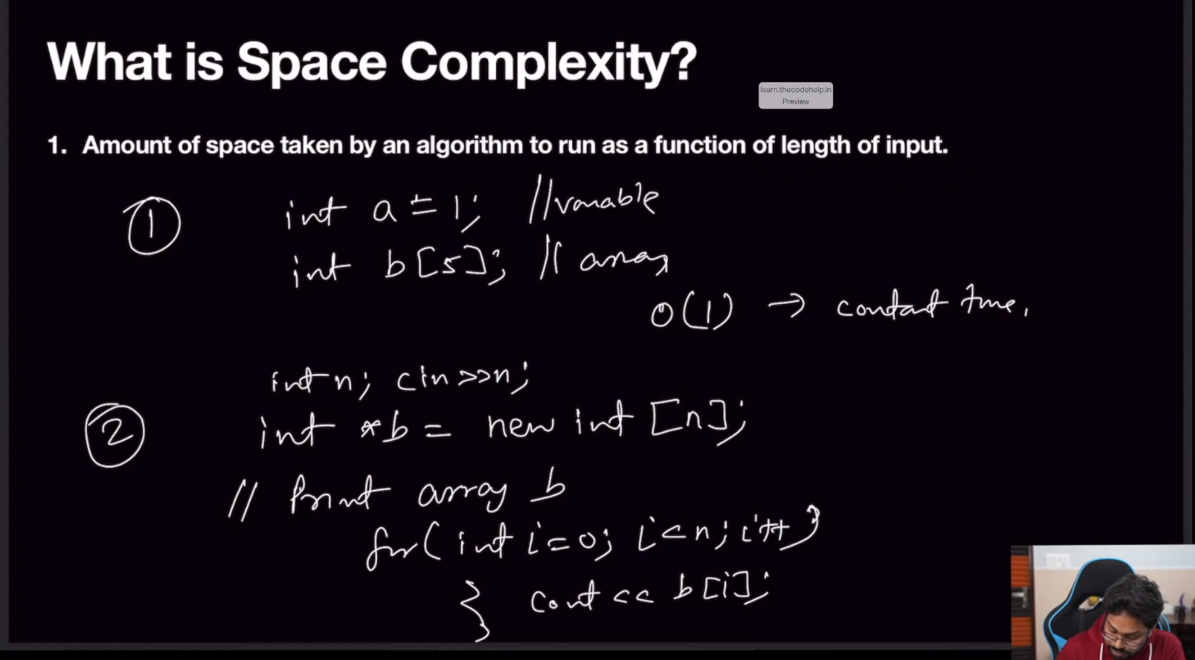 What is Space Complexity?
learn.thecodehelp.in
Preview
1. Amount of space taken by an algorithm to run as a function of length of input.
① int a = 1; // variable
int b[5]; // array
O(1) → constant time.
int n; cin >> n;
② int *b = new int [n];
// Print array b
for( int i=0; i<n; i++)
} cout << b[i];
}